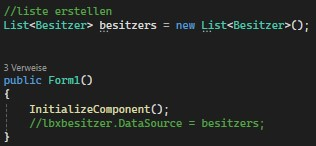 //liste erstellen
List<Besitzer> besitzers = new List<Besitzer>();
3 Verweise
public Form1()
{
InitializeComponent();
//lbxbesitzer.DataSource = besitzers;
}